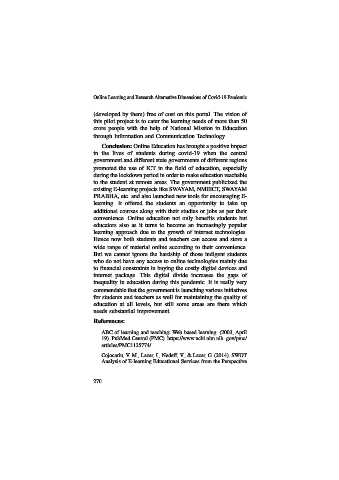 Online Learning and Research Alternative Dimensions of Covid-19 Pandemic
(developed by them) free of cost on this portal. The vision of
this pilot project is to cater the learning needs of more than 50
crore people with the help of National Mission in Education
through Information and Communication Technology.
Conclusion: Online Education has brought a positive impact
in the lives of students during covid-19 when the central
government and different state governments of different regions
promoted the use of ICT in the field of education, especially
during the lockdown period in order to make education reachable
to the student at remote areas. The government publicized the
existing E-learning projects like SWAYAM, NMEICT, SWAYAM
PRABHA, etc. and also launched new tools for encouraging E-
learning. It offered the students an opportunity to take up
additional courses along with their studies or jobs as per their
convenience. Online education not only benefits students but
educators also as it turns to become an increasingly popular
learning approach due to the growth of internet technologies.
Hence now both students and teachers can access and store a
wide range of material online according to their convenience.
But we cannot ignore the hardship of those indigent students
who do not have any access to online technologies mainly due
to financial constraints in buying the costly digital devices and
internet package. This digital divide increases the gaps of
inequality in education during this pandemic. It is really very
commendable that the government is launching various initiatives
for students and teachers as well for maintaining the quality of
education at all levels, but still some areas are there which
needs substantial improvement.
References:
ABC of learning and teaching: Web based learning. (2003, April
19). PubMed Central (PMC). https://www.ncbi.nlm.nih. gov/pmc/
articles/PMC1125774/
Cojocariu, V. M., Lazar, I., Nedeff, V., & Lazar, G. (2014). SWOT
Analysis of E-learning Educational Services from the Perspective
270